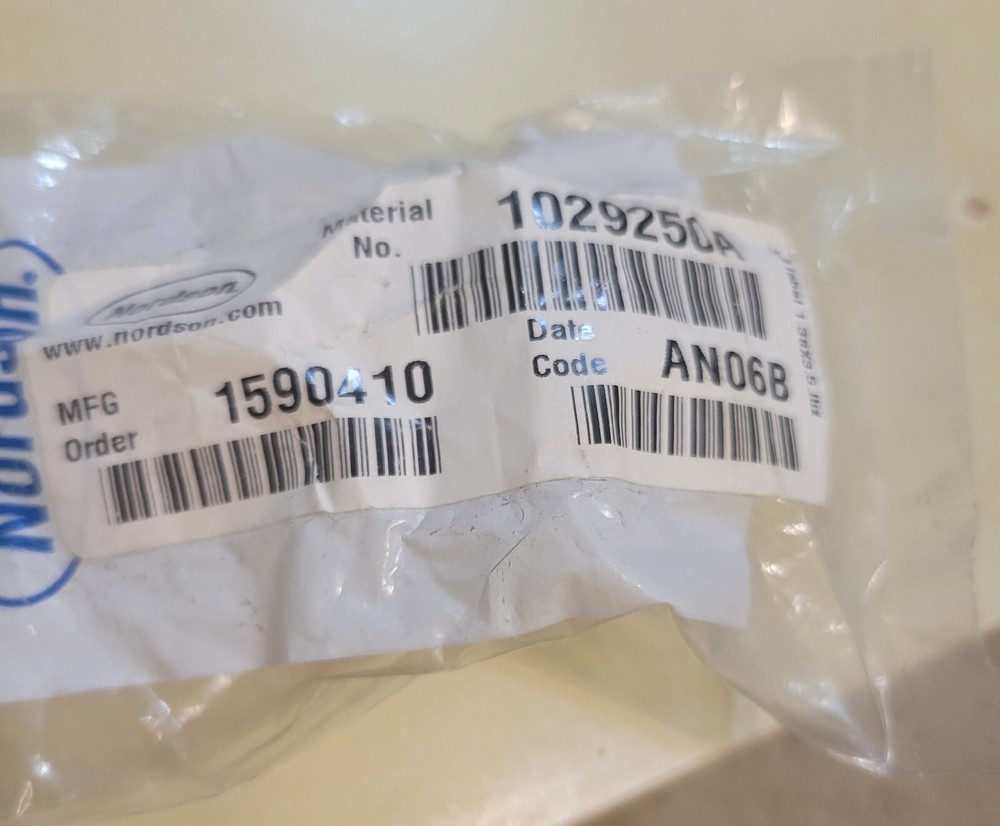 Material
No.
1029250A
Nordson
www.nordson.com
Date
Code
AN06B
MFG
Order
1590410
Nordson.